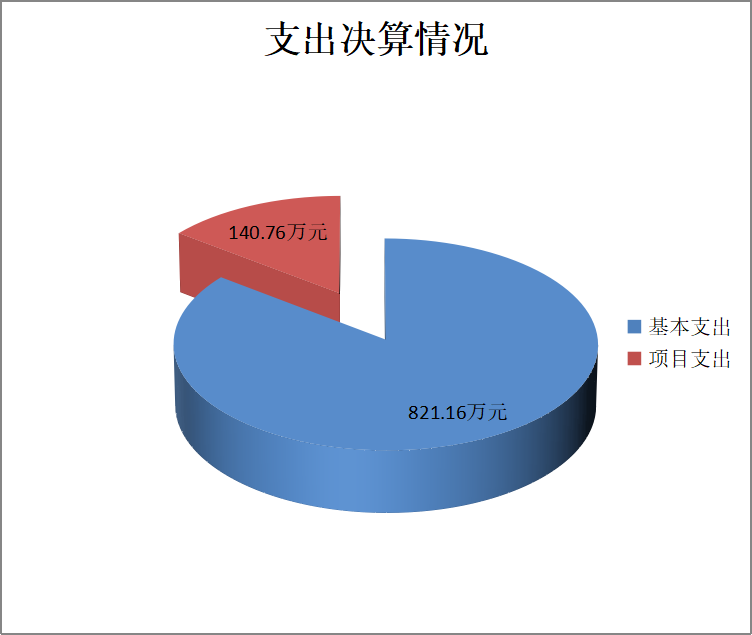 支出决算情况
140.76万元
821.16万元
基本支出
项目支出